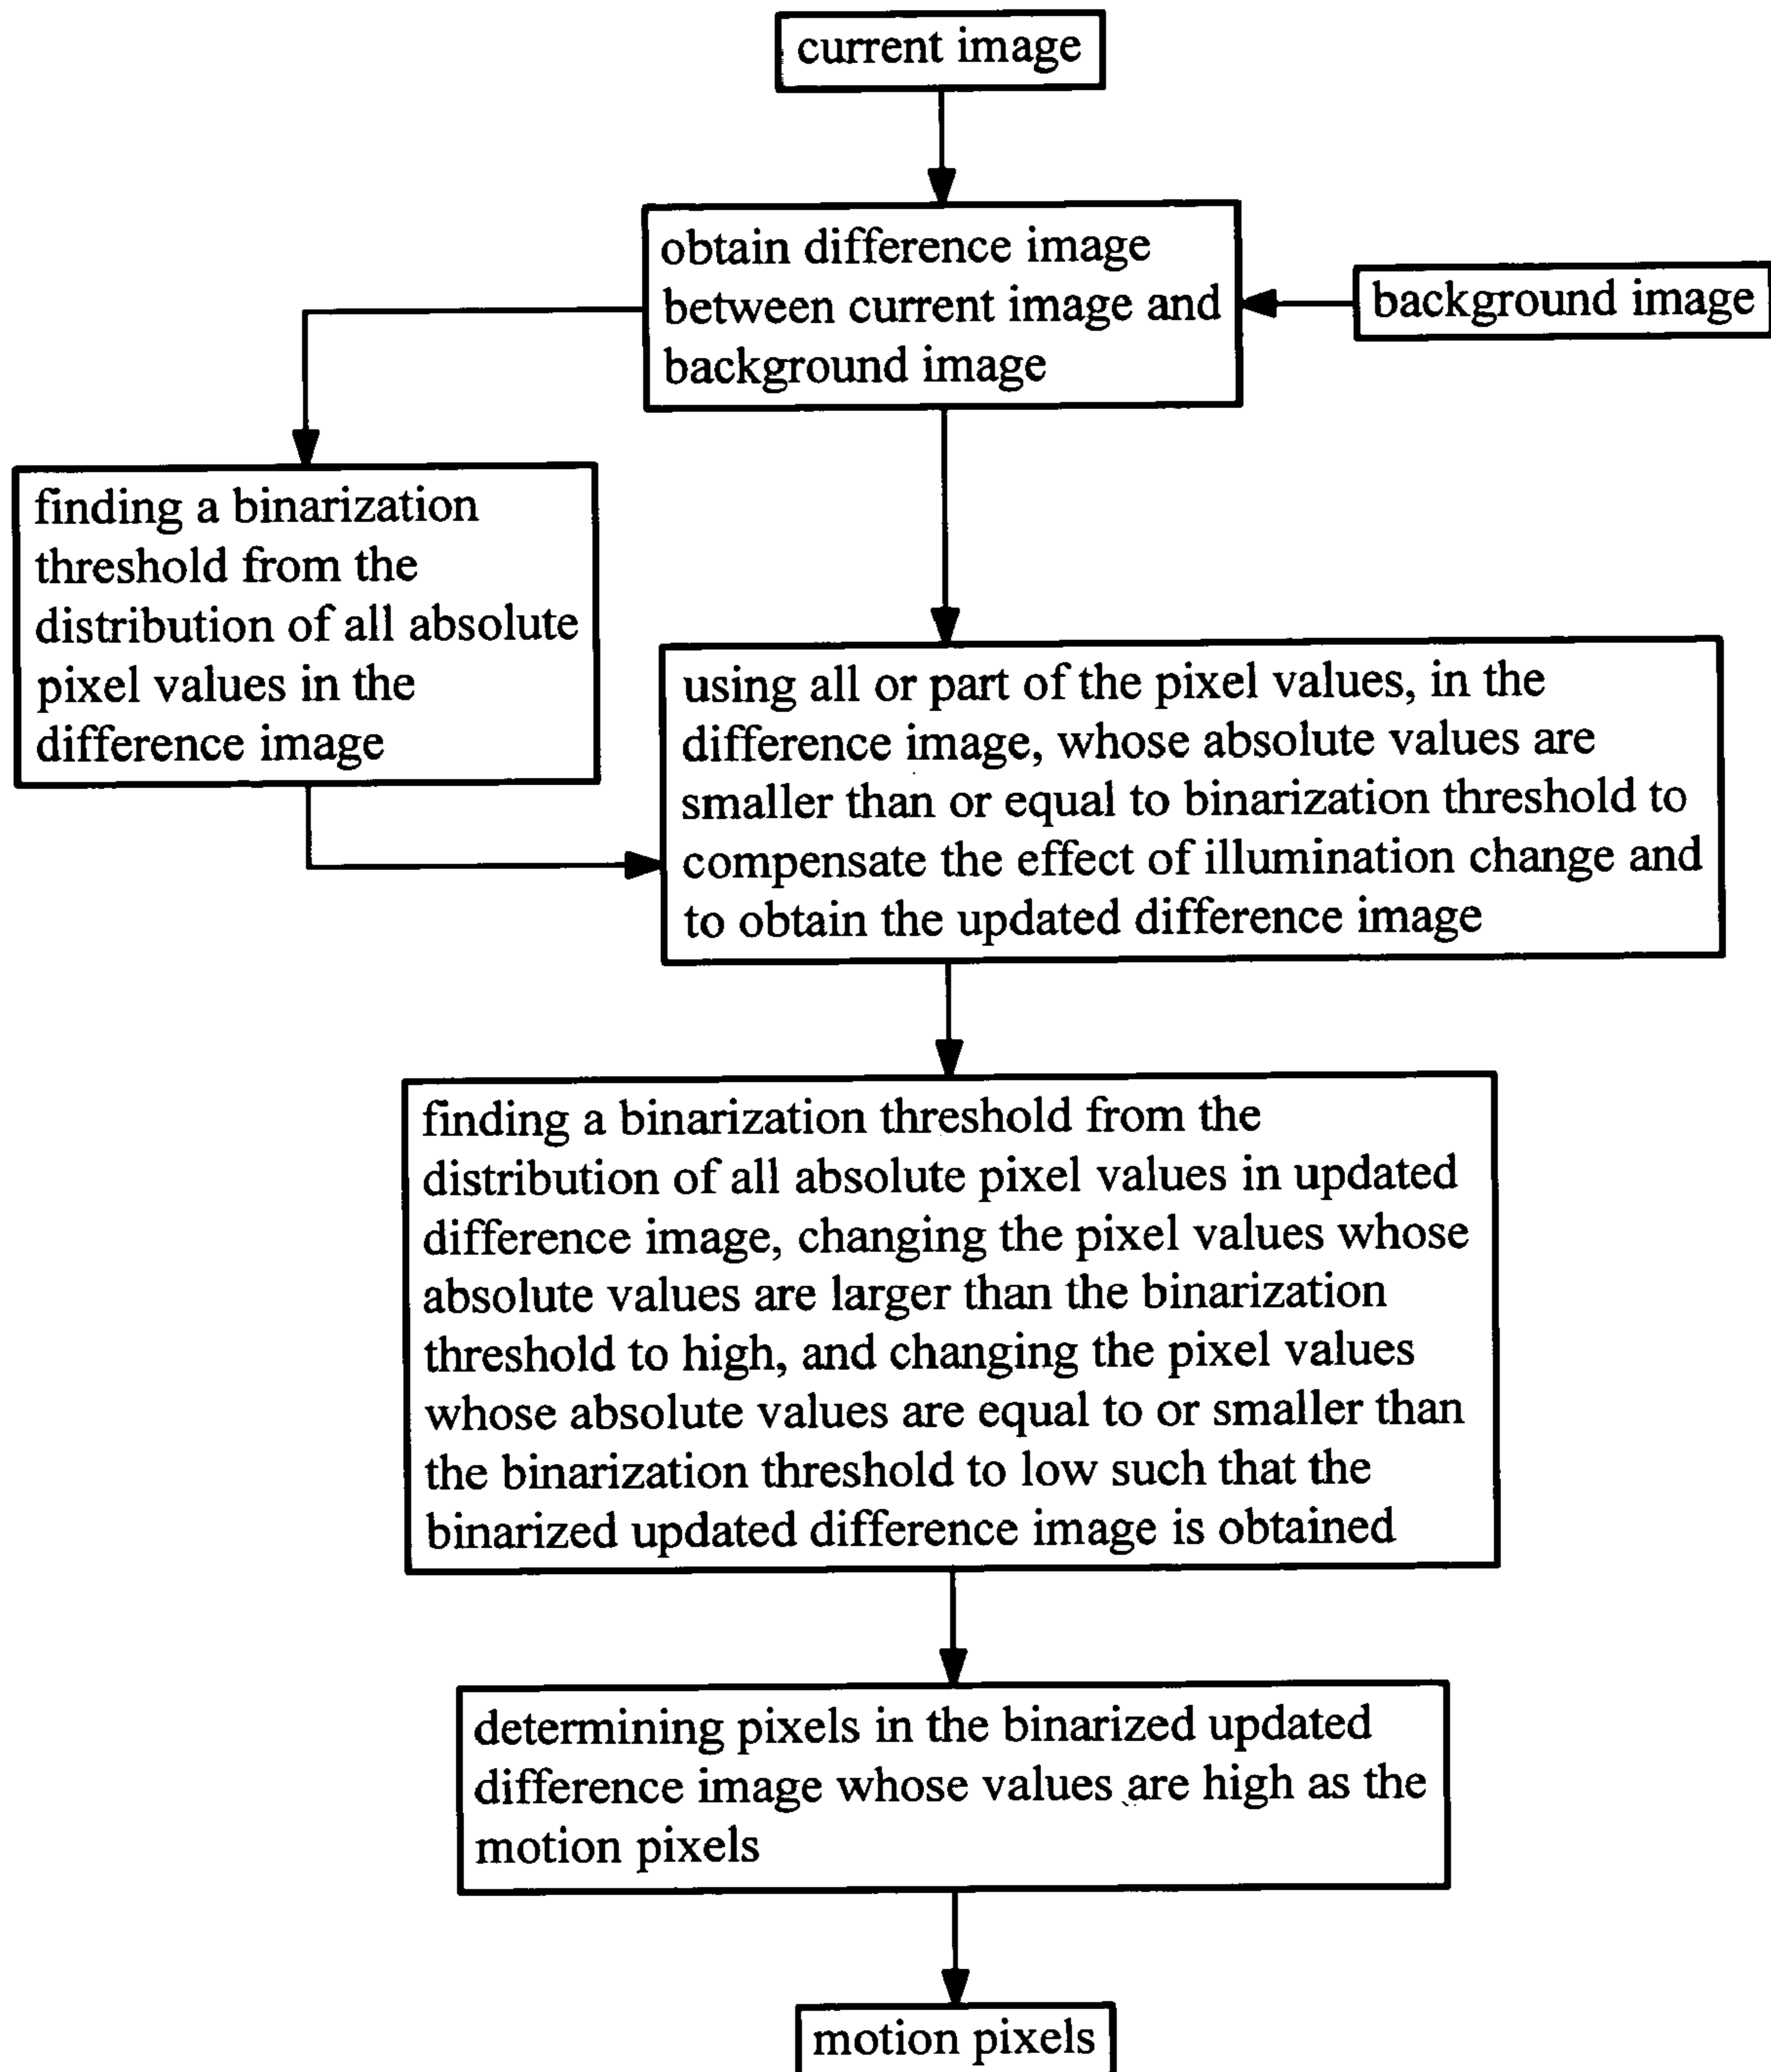 current image
obtain difference image
between current image and
background image
background image
finding a binarization
threshold from the
distribution of all absolute
pixel values in the
difference image
using all or part of the pixel values, in the
difference image, whose absolute values are
smaller than or equal to binarization threshold to
compensate the effect of illumination change and
to obtain the updated difference image
finding a binarization threshold from the
distribution of all absolute pixel values in updated
difference image, changing the pixel values whose
absolute values are larger than the binarization
threshold to high, and changing the pixel values
whose absolute values are equal to or smaller than
the binarization threshold to low such that the
binarized updated difference image is obtained
determining pixels in the binarized updated
difference image whose values are high as the
motion pixels
motion pixels